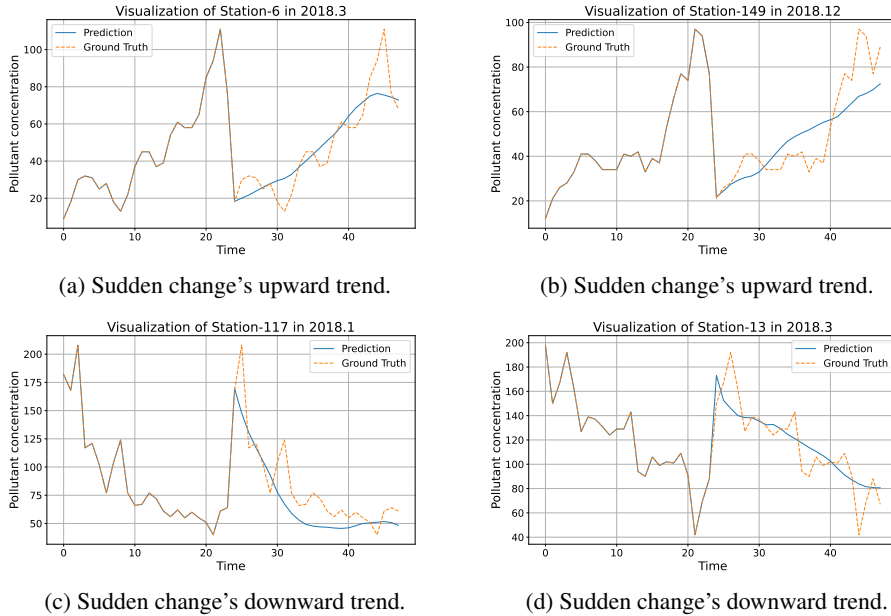 Visualization of Station-6 in 2018.3
Prediction
Ground Truth
Pollutant concentration
100
80
60
40
20
0 10 20 30 40
Time
(a) Sudden change's upward trend.
Visualization of Station-149 in 2018.12
Prediction
Ground Truth
Pollutant concentration
100
80
60
40
20
0 10 20 30 40
Time
(b) Sudden change's upward trend.
Visualization of Station-117 in 2018.1
Prediction
Ground Truth
Pollutant concentration
200
175
150
125
100
75
50
0 10 20 30 40
Time
(c) Sudden change's downward trend.
Visualization of Station-13 in 2018.3
Prediction
Ground Truth
Pollutant concentration
200
180
160
140
120
100
80
60
40
0 10 20 30 40
Time
(d) Sudden change's downward trend.